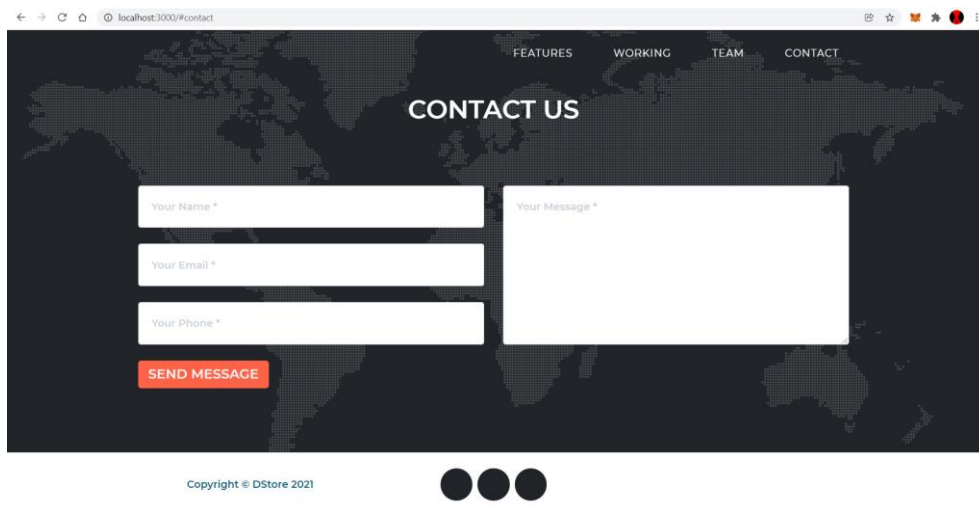 localhost:3000/#contact
FEATURES WORKING TEAM CONTACT
CONTACT US
Your Name *
Your Message *
Your Email *
Your Phone *
SEND MESSAGE
Copyright © DStore 2021